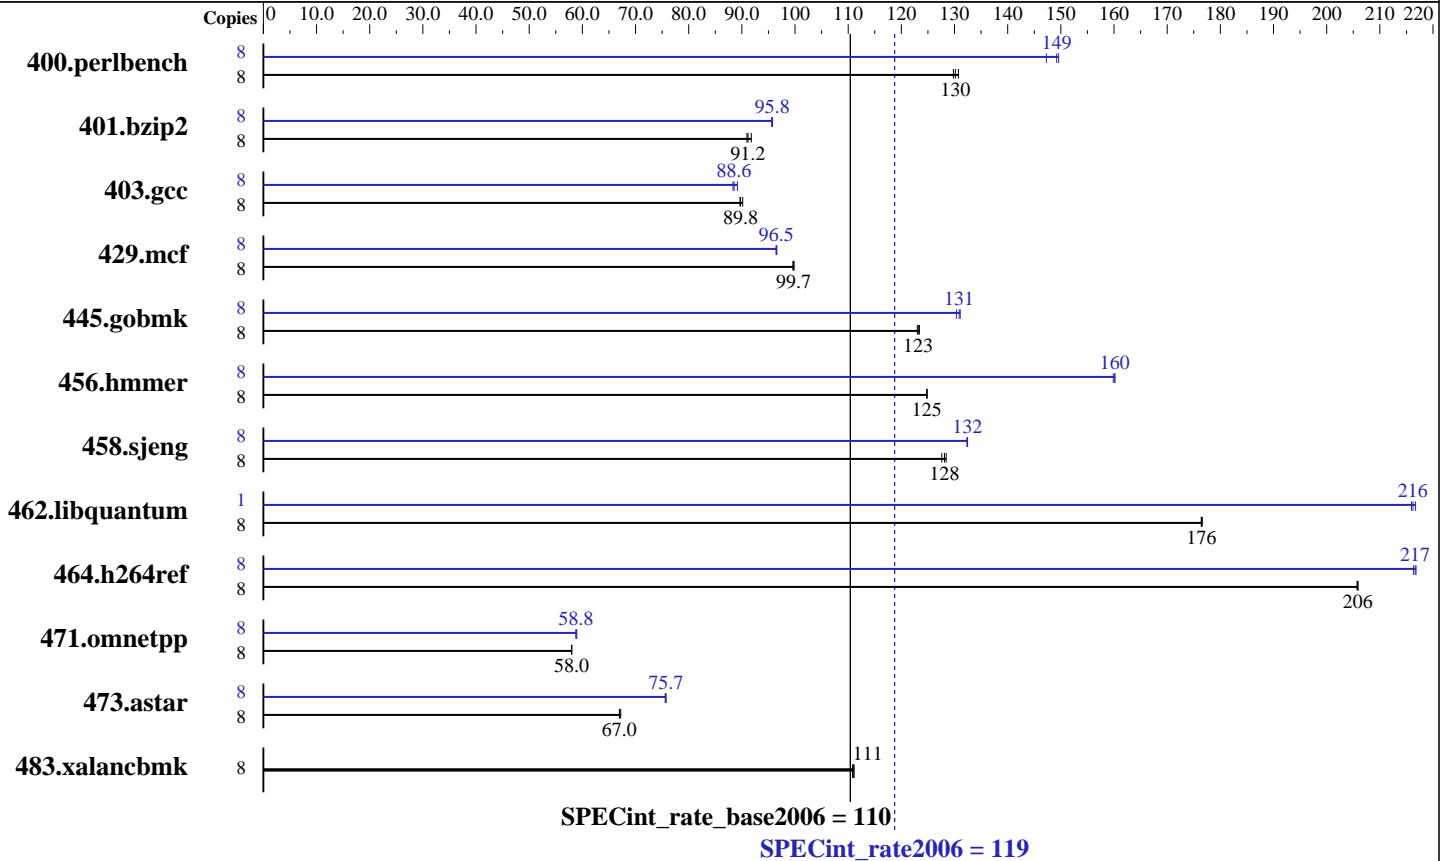 Copies 0 10.0 20.0 30.0 40.0 50.0 60.0 70.0 80.0 90.0 100 110 120 130 140 150 160 170 180 190 200 210 220
400.perlbench 8 149
8 130
401.bzip2 8 95.8
8 91.2
403.gcc 8 88.6
8 89.8
429.mcf 8 96.5
8 99.7
445.gobmk 8 131
8 123
456.hmmer 8 160
8 125
458.sjeng 8 132
8 128
462.libquantum 1 216
8 176
464.h264ref 8 217
8 206
471.omnetpp 8 58.8
8 58.0
473.astar 8 75.7
8 67.0
483.xalancbmk 8 111
SPECint_rate_base2006 = 110
SPECint_rate2006 = 119